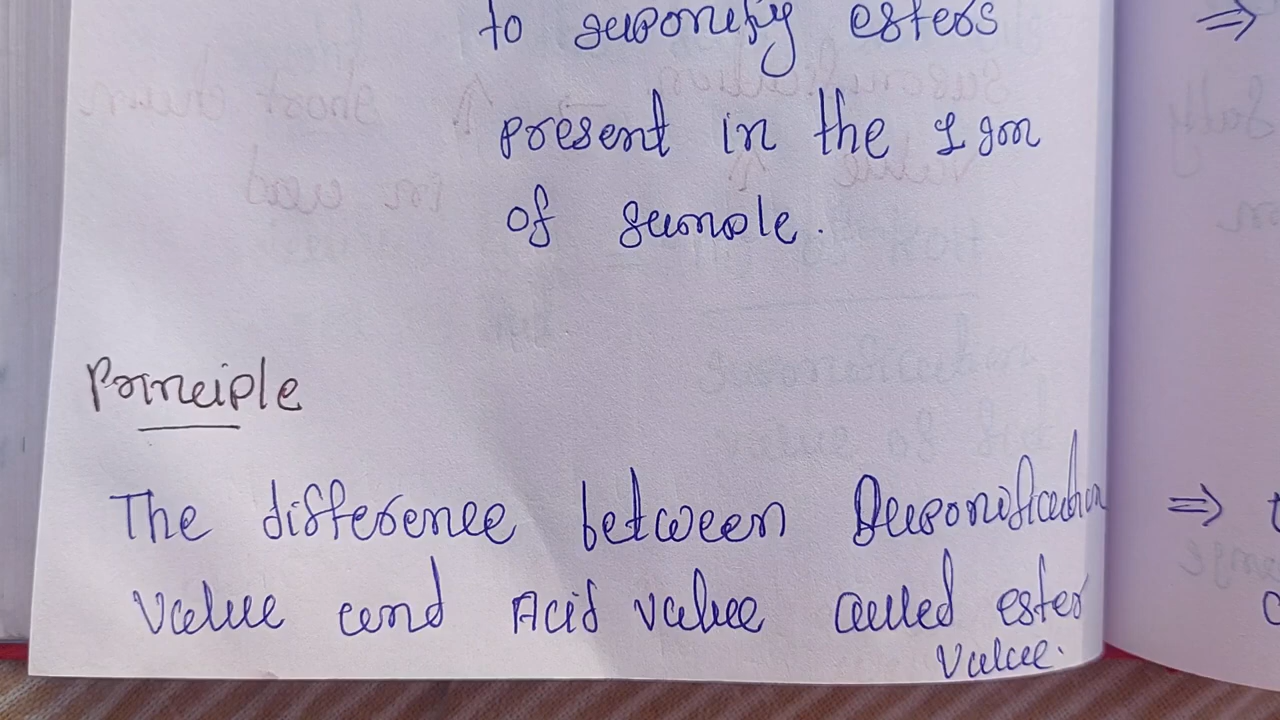 to saponify esters
present in the 1 gm
of sample.
Principle
The difference between Saponification
value and Acid value called ester
value.
⇒
⇒ t